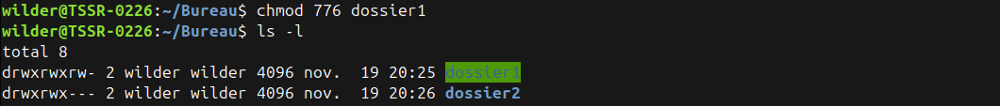 wilder@TSSR-0226:~/Bureau$ chmod 776 dossier1
wilder@TSSR-0226:~/Bureau$ ls -l
total 8
drwxrwxrw- 2 wilder wilder 4096 nov.  19 20:25 dossier1
drwxrwx--- 2 wilder wilder 4096 nov.  19 20:26 dossier2